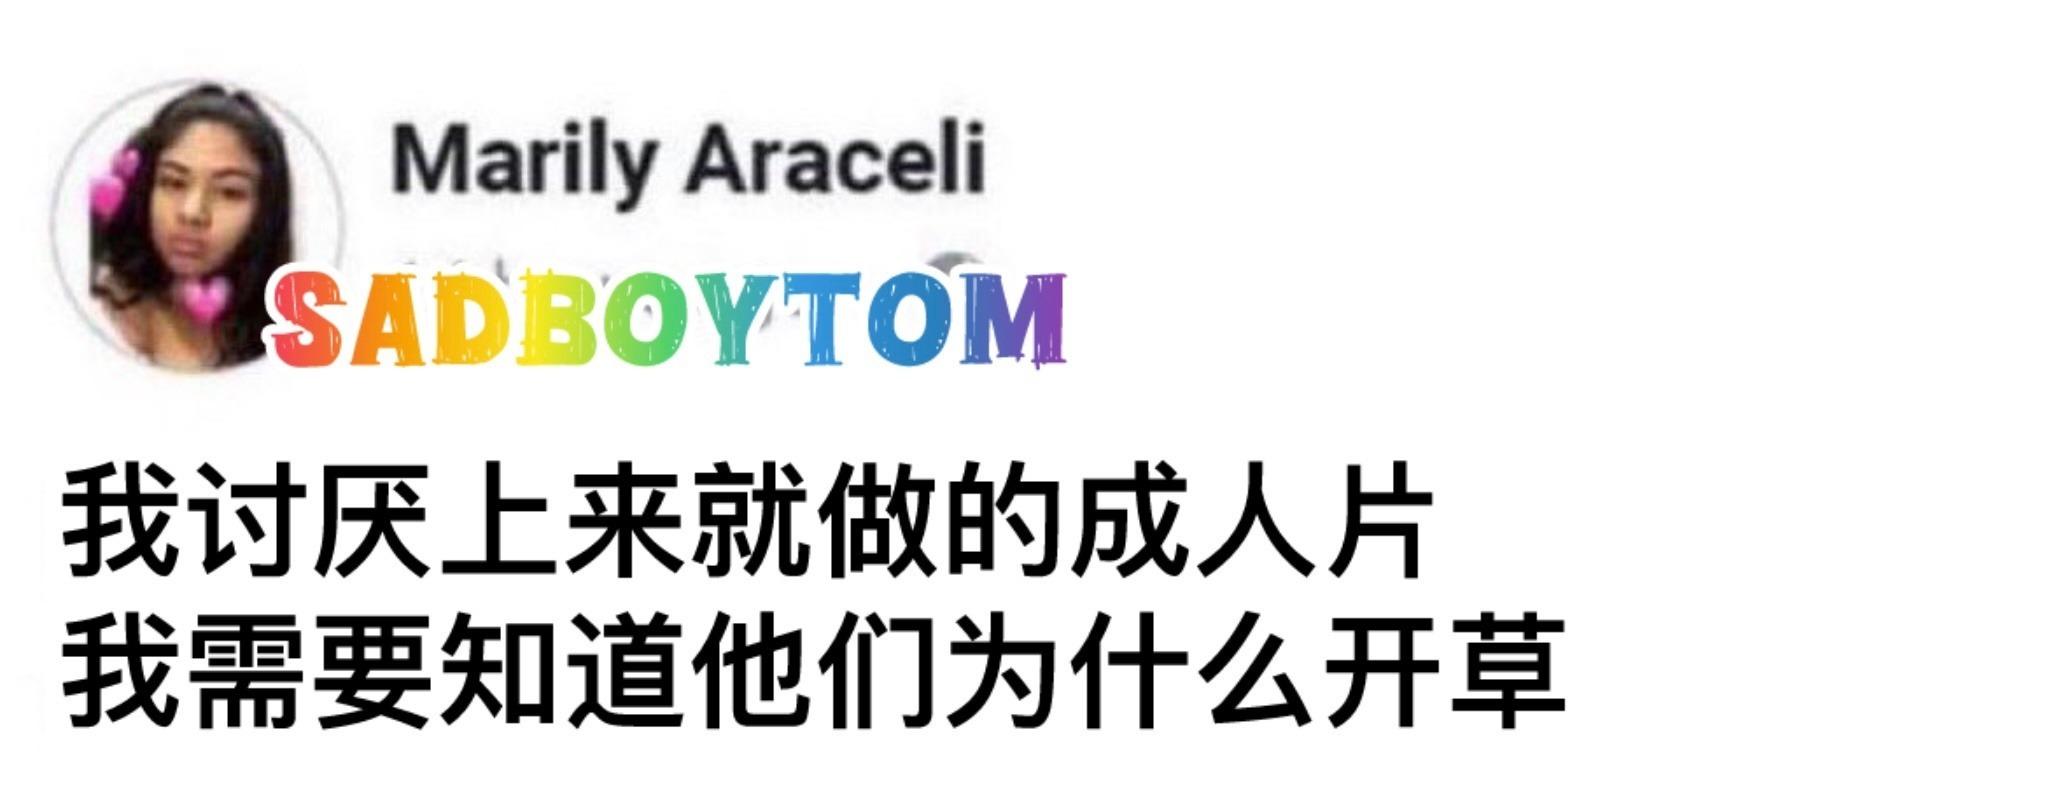 Marily Araceli
SADBOYTOM
我讨厌上来就做的成人片
我需要知道他们为什么开草